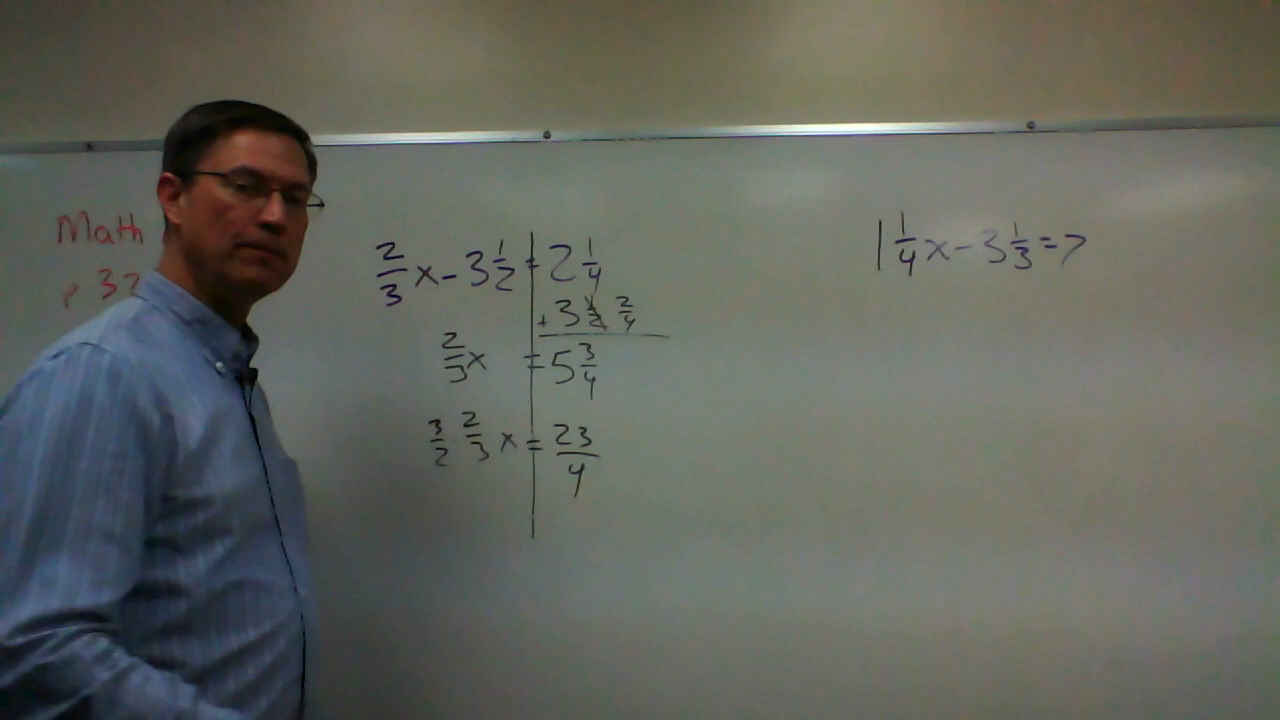 Math
p 32
2/3 x - 3 1/2 = 2 1/4
+ 3 1/2 2/4
2/3 x = 5 3/4
3/2 2/3 x = 23/4
1 1/4 x - 3 1/3 = 7